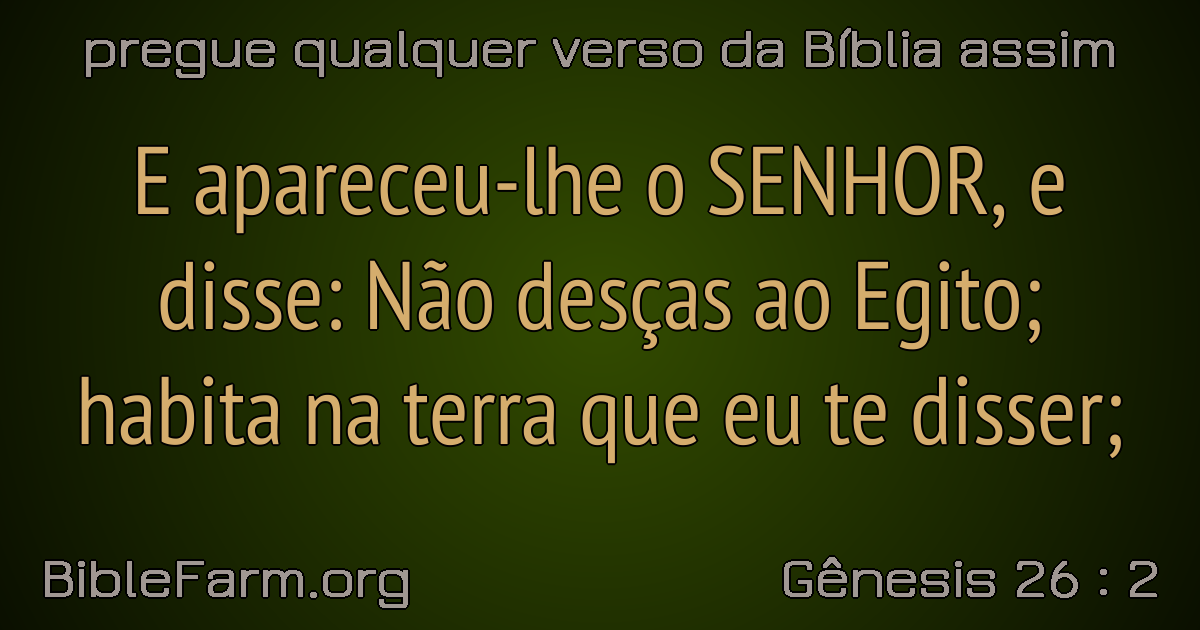 pregue qualquer verso da Bíblia assim
E apareceu-lhe o SENHOR, e
disse: Não desças ao Egito;
habita na terra que eu te disser;
BibleFarm.org
Gênesis 26 : 2